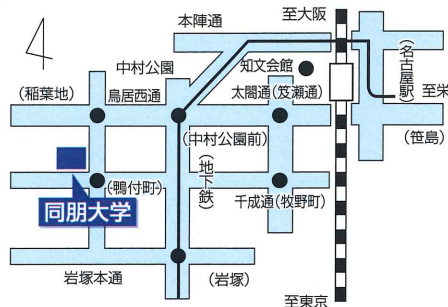 本陣通
至大阪
中村公園
知文会館
(名古屋駅)
(稲葉地)
鳥居西通
太閤通(笈瀬通)
至栄
(中村公園前)
(笹島)
(地下鉄)
(鴨付町)
千成通(牧野町)
同朋大学
岩塚本通
(岩塚)
至東京